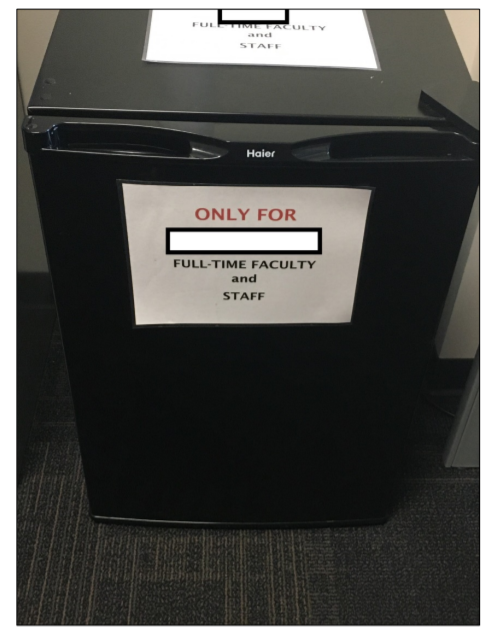 FULL-TIME FACULTY
and
STAFF
Haier
ONLY FOR
FULL-TIME FACULTY
and
STAFF